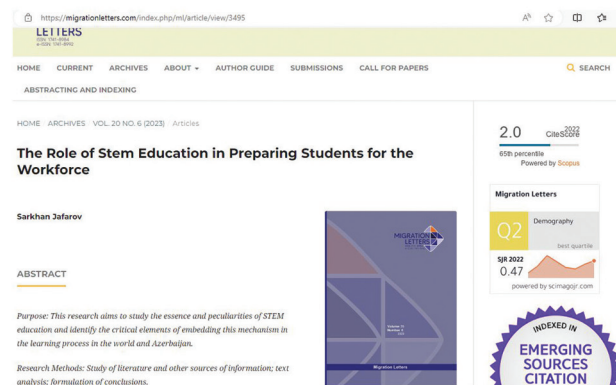 https://migrationletters.com/index.php/ml/article/view/3495
LETTERS
HOME CURRENT ARCHIVES ABOUT AUTHOR GUIDE SUBMISSIONS CALL FOR PAPERS SEARCH
ABSTRACTING AND INDEXING
HOME ARCHIVES VOL. 20 NO. 6 (2023) Articles
The Role of Stem Education in Preparing Students for the
Workforce
Sarkhan Jafarov
ABSTRACT
Purpose: This research aims to study the essence and peculiarities of STEM
education and identify the critical elements of embedding this mechanism in
the learning process in the world and Azerbaijan.
Research Methods: Study of literature and other sources of information; text
analysis; formulation of conclusions.
MIGRATION
LETTERS
Migration Letters
2.0 2022 CiteScore
65th percentile
Powered by Scopus
Migration Letters
Q2 Demography
best quartile
SJR 2022
0.47
powered by scimagojr.com
INDEXED IN
EMERGING
SOURCES
CITATION